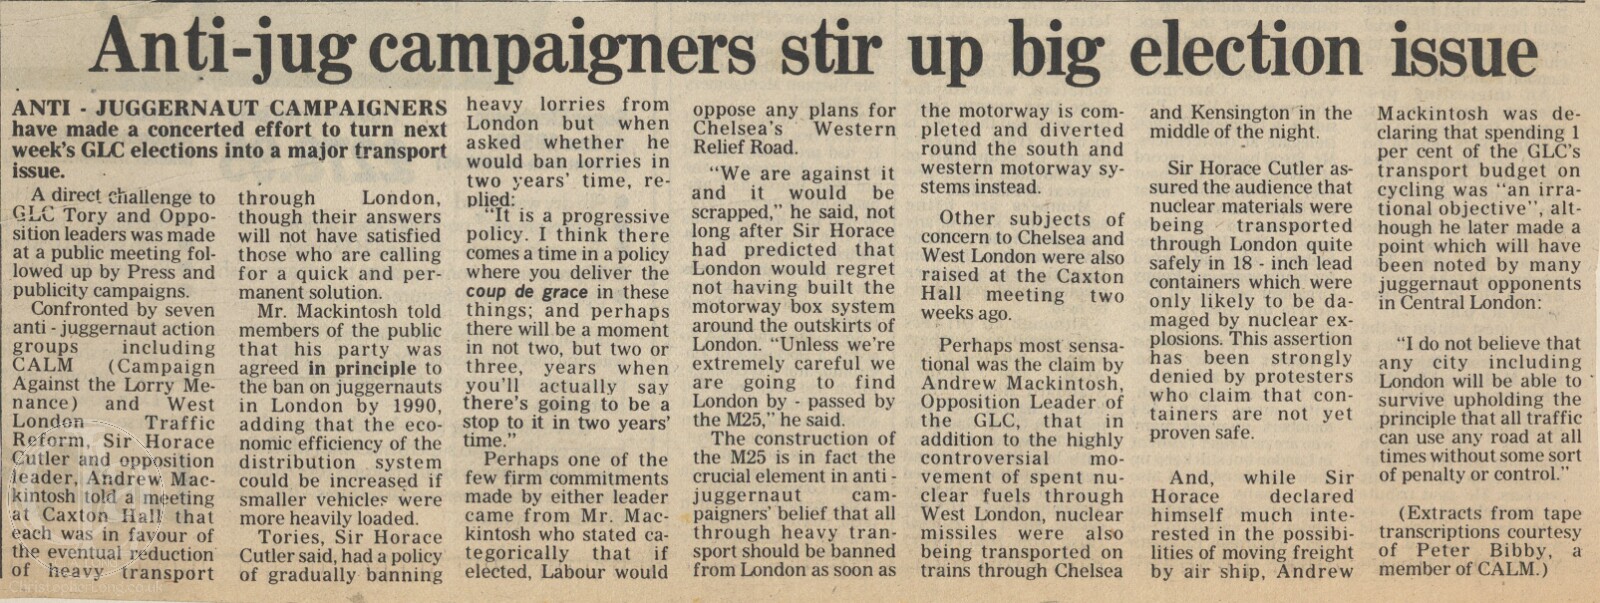 Anti-jug campaigners stir up big election issue
ANTI - JUGGERNAUT CAMPAIGNERS
have made a concerted effort to turn next
week's GLC elections into a major transport
issue.
A direct challenge to
GLC Tory and Oppo-
sition leaders was made
at a public meeting fol-
lowed up by Press and
publicity campaigns.
Confronted by seven
anti - juggernaut action
groups including
CALM (Campaign
Against the Lorry Me-
nance) and West
London Traffic
Reform, Sir Horace
Cutler and opposition
leader, Andrew Mac-
kintosh told a meeting
at Caxton Hall that
each was in favour of
the eventual reduction
of heavy transport
through London,
though their answers
will not have satisfied
those who are calling
for a quick and per-
manent solution.
Mr. Mackintosh told
members of the public
that his party was
agreed in principle to
the ban on juggernauts
in London by 1990,
adding that the eco-
nomic efficiency of the
distribution system
could be increased if
smaller vehicles were
more heavily loaded.
Tories, Sir Horace
Cutler said, had a policy
of gradually banning
heavy lorries from
London but when
asked whether he
would ban lorries in
two years' time, re-
plied:
"It is a progressive
policy. I think there
comes a time in a policy
where you deliver the
coup de grace in these
things; and perhaps
there will be a moment
in not two, but two or
three, years when
you'll actually say
there's going to be a
stop to it in two years'
time."
Perhaps one of the
few firm commitments
made by either leader
came from Mr. Mac-
kintosh who stated ca-
tegorically that if
elected, Labour would
oppose any plans for
Chelsea's Western
Relief Road.
"We are against it
and it would be
scrapped," he said, not
long after Sir Horace
had predicted that
London would regret
not having built the
motorway box system
around the outskirts of
London. "Unless we're
extremely careful we
are going to find
London by - passed by
the M25," he said.
The construction of
the M25 is in fact the
crucial element in anti -
juggernaut cam-
paigners' belief that all
through heavy tran-
sport should be banned
from London as soon as
the motorway is com-
pleted and diverted
round the south and
western motorway sy-
stems instead.
Other subjects of
concern to Chelsea and
West London were also
raised at the Caxton
Hall meeting two
weeks ago.
Perhaps most sensa-
tional was the claim by
Andrew Mackintosh,
Opposition Leader of
the GLC, that in
addition to the highly
controversial mo-
vement of spent nu-
clear fuels through
West London, nuclear
missiles were also
being transported on
trains through Chelsea
and Kensington in the
middle of the night.
Sir Horace Cutler as-
sured the audience that
nuclear materials were
being transported
through London quite
safely in 18 - inch lead
containers which were
only likely to be da-
maged by nuclear ex-
plosions. This assertion
has been strongly
denied by protesters
who claim that con-
tainers are not yet
proven safe.
And, while Sir
Horace declared
himself much inte-
rested in the possibi-
lities of moving freight
by air ship, Andrew
Mackintosh was de-
claring that spending 1
per cent of the GLC's
transport budget on
cycling was "an irra-
tional objective", alt-
hough he later made a
point which will have
been noted by many
juggernaut opponents
in Central London:
"I do not believe that
any city including
London will be able to
survive upholding the
principle that all traffic
can use any road at all
times without some sort
of penalty or control."
(Extracts from tape
transcriptions courtesy
of Peter Bibby, a
member of CALM.)